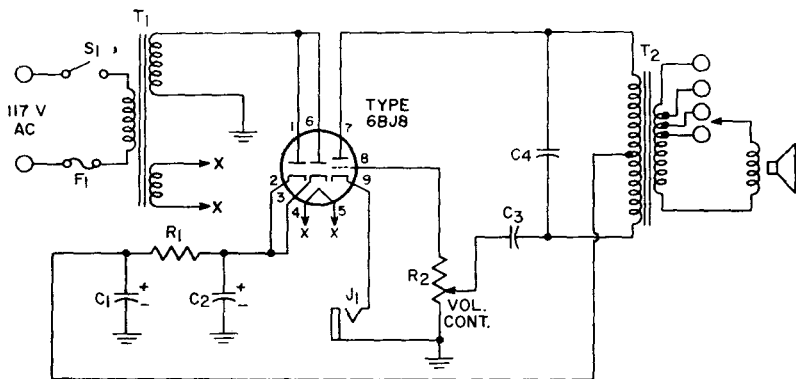 T1
S1
117 V
AC
F1
X
X
TYPE
6BJ8
1
6
7
8
2
9
3
4
5
X
X
T2
C4
C3
R1
C1
+
-
C2
+
-
J1
R2
VOL.
CONT.